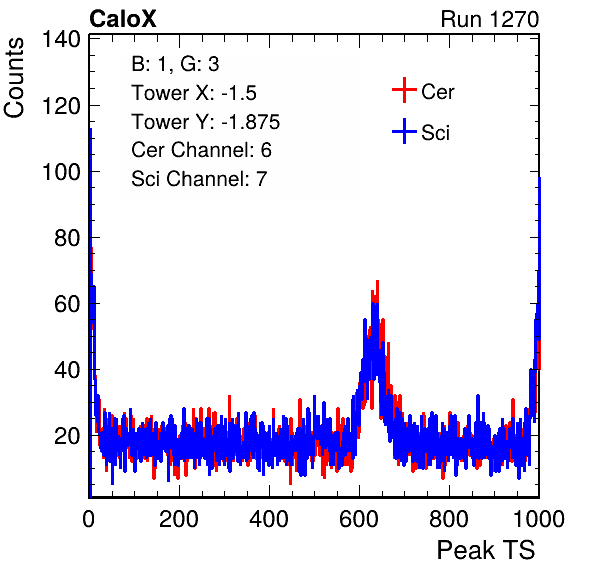 CaloX Run 1270
Counts
140
120
100
80
60
40
20
B: 1, G: 3
Tower X: -1.5
Tower Y: -1.875
Cer Channel: 6
Sci Channel: 7
Cer
Sci
0 200 400 600 800 1000
Peak TS